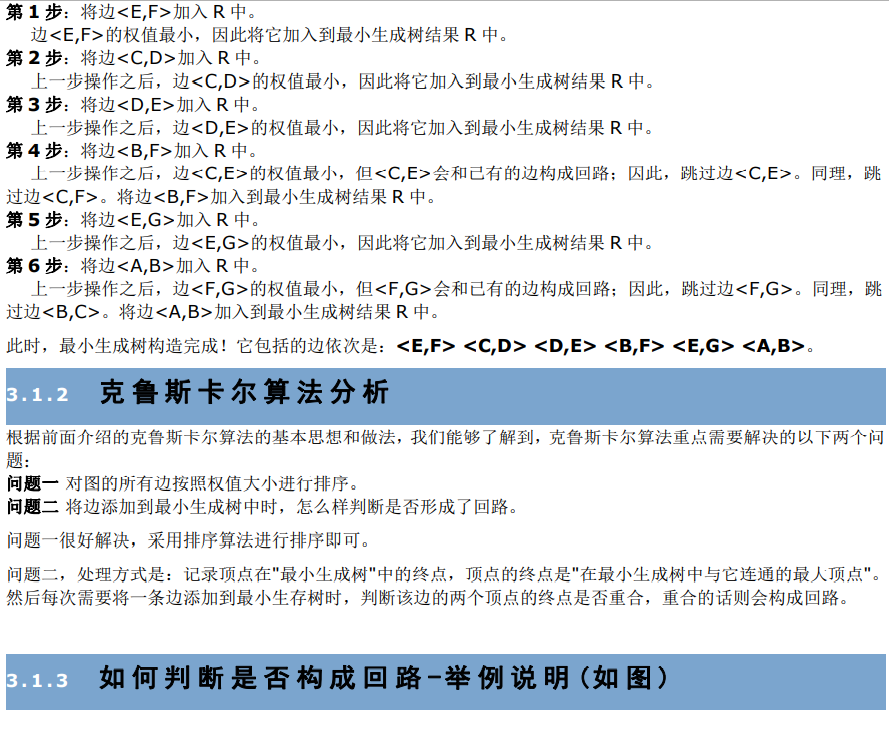 第 1 步：将边<E,F>加入 R 中。
边<E,F>的权值最小，因此将它加入到最小生成树结果 R 中。
第 2 步：将边<C,D>加入 R 中。
上一步操作之后，边<C,D>的权值最小，因此将它加入到最小生成树结果 R 中。
第 3 步：将边<D,E>加入 R 中。
上一步操作之后，边<D,E>的权值最小，因此将它加入到最小生成树结果 R 中。
第 4 步：将边<B,F>加入 R 中。
上一步操作之后，边<C,E>的权值最小，但<C,E>会和已有的边构成回路；因此，跳过边<C,E>。同理，跳
过边<C,F>。将边<B,F>加入到最小生成树结果 R 中。
第 5 步：将边<E,G>加入 R 中。
上一步操作之后，边<E,G>的权值最小，因此将它加入到最小生成树结果 R 中。
第 6 步：将边<A,B>加入 R 中。
上一步操作之后，边<F,G>的权值最小，但<F,G>会和已有的边构成回路；因此，跳过边<F,G>。同理，跳
过边<B,C>。将边<A,B>加入到最小生成树结果 R 中。
此时，最小生成树构造完成！它包括的边依次是：<E,F> <C,D> <D,E> <B,F> <E,G> <A,B>。
3.1.2 克鲁斯卡尔算法分析
根据前面介绍的克鲁斯卡尔算法的基本思想和做法，我们能够了解到，克鲁斯卡尔算法重点需要解决的以下两个问
题：
问题一 对图的所有边按照权值大小进行排序。
问题二 将边添加到最小生成树中时，怎么样判断是否形成了回路。
问题一很好解决，采用排序算法进行排序即可。
问题二，处理方式是：记录顶点在"最小生成树"中的终点，顶点的终点是"在最小生成树中与它连通的最大顶点"。
然后每次需要将一条边添加到最小生存树时，判断该边的两个顶点的终点是否重合，重合的话则会构成回路。
3.1.3 如何判断是否构成回路-举例说明(如图)